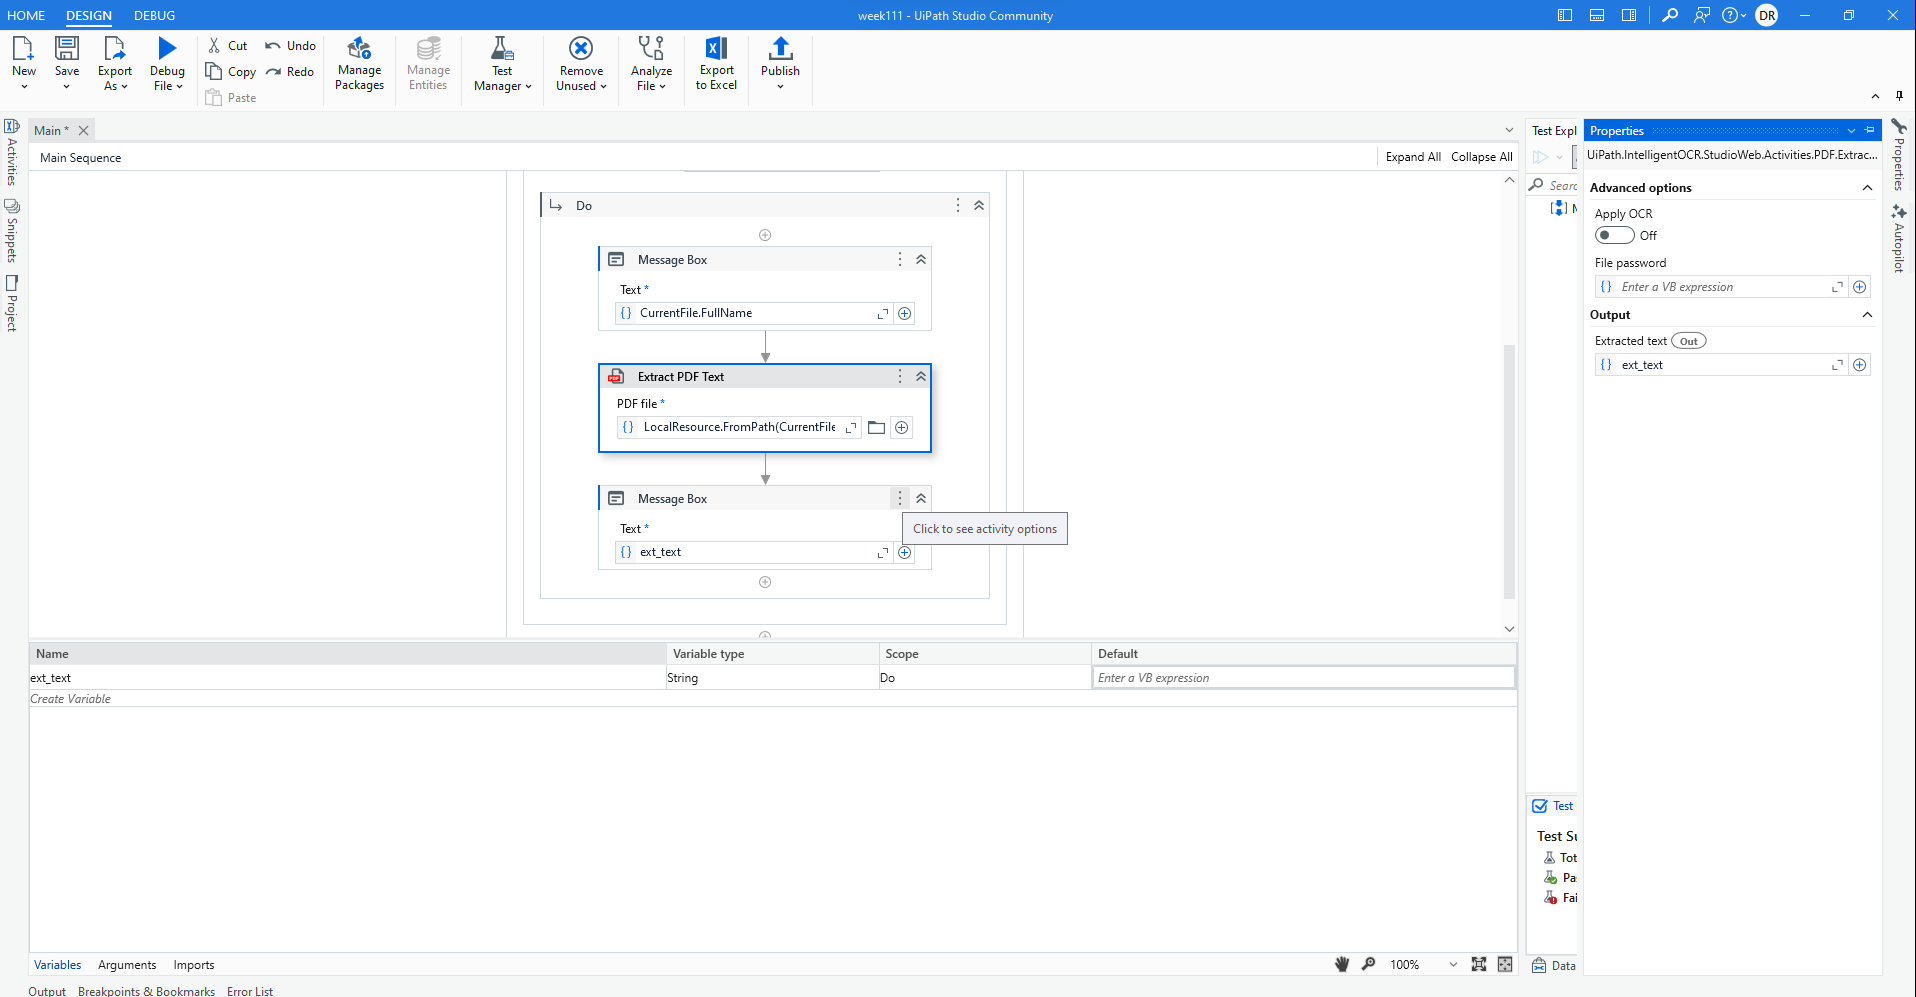 HOME DESIGN DEBUG
week111 - UiPath Studio Community
DR
New
Save
Export As
Debug File
Cut
Copy
Paste
Undo
Redo
Manage Packages
Manage Entities
Test Manager
Remove Unused
Analyze File
Export to Excel
Publish
Activities
Snippets
Project
Main *
Main Sequence
Expand All Collapse All
Do
Message Box
Text *
{} CurrentFile.FullName
Extract PDF Text
PDF file *
{} LocalResource.FromPath(CurrentFile
Message Box
Text *
Click to see activity options
{} ext_text
Name Variable type Scope Default
ext_text String Do Enter a VB expression
Create Variable
Variables Arguments Imports
100%
Output Breakpoints & Bookmarks Error List
Test Expl
Searc
Test
Test Su
Tot
Pa
Fai
Data
Properties
UiPath.IntelligentOCR.StudioWeb.Activities.PDF.Extrac...
Advanced options
Apply OCR
Off
File password
{} Enter a VB expression
Output
Extracted text Out
{} ext_text
Properties
Autopilot